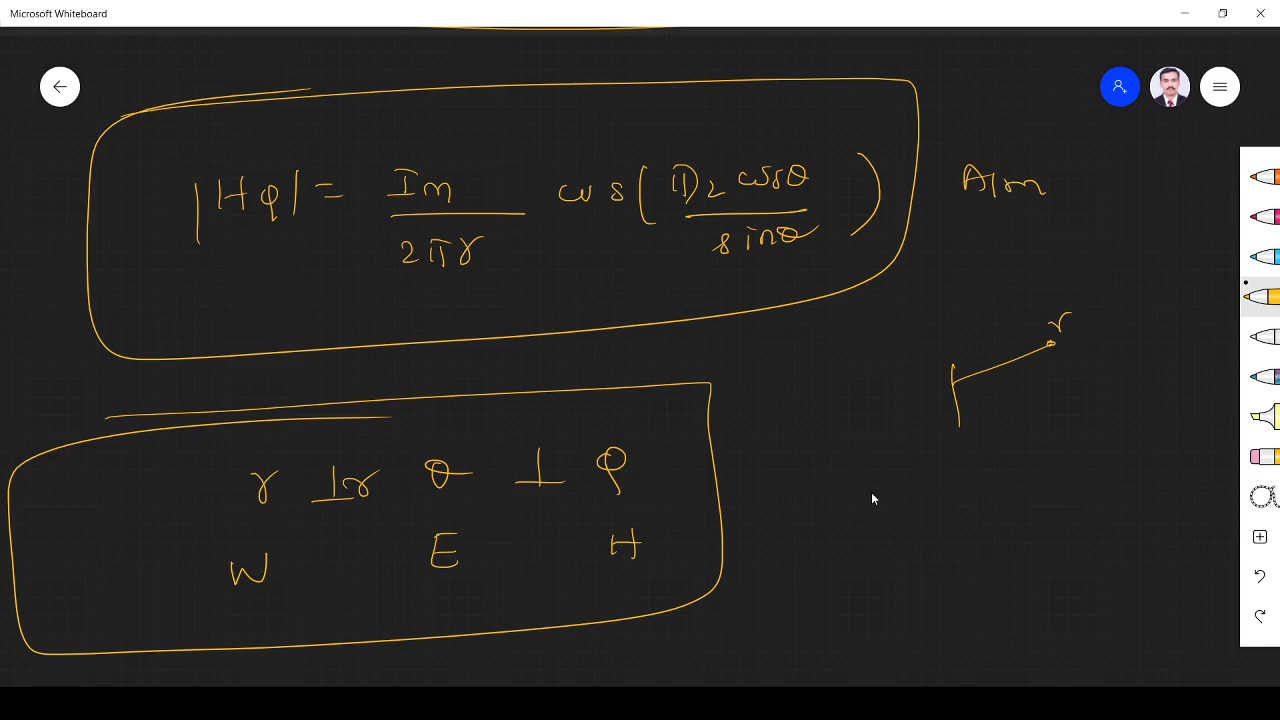 Microsoft Whiteboard
|Hφ| = Im / 2πr cos ( π/2 cosθ / sinθ ) A/m
r
r ⊥r θ ⊥ φ
W E H